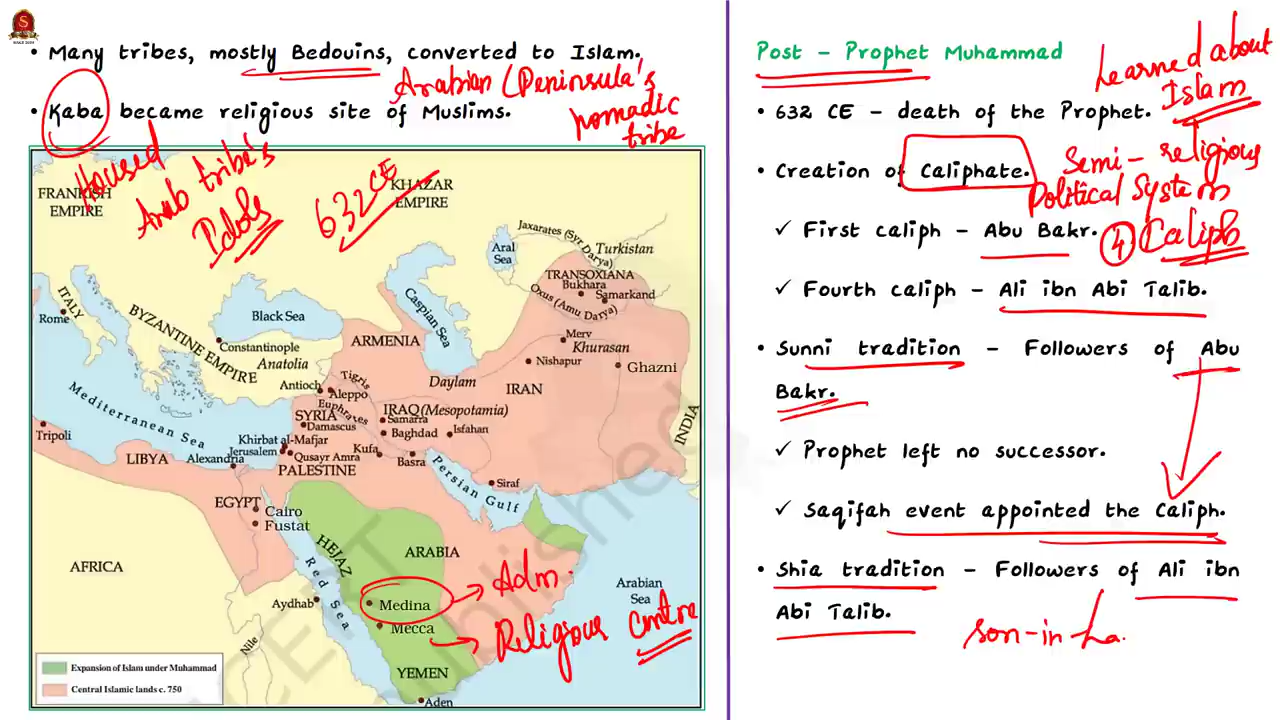 • Many tribes, mostly Bedouins, converted to Islam.
Arabian (Peninsula's
nomadic
tribe
• Kaba became religious site of Muslims.
Housed
Arab tribe's
Idols
632 CE
FRANKISH
EMPIRE
KHAZAR
EMPIRE
Aral
Sea
Jaxarates (Syr Darya)
Turkistan
TRANSOXIANA
Bukhara
Samarkand
Oxus (Amu Darya)
ITALY
Rome
BYZANTINE EMPIRE
Black Sea
Constantinople
Anatolia
Caspian Sea
ARMENIA
Merv
Khurasan
Nishapur
Ghazni
Daylam
IRAN
Antioch
Aleppo
Tigris
Euphrates
SYRIA
Damascus
IRAQ (Mesopotamia)
Samarra
Baghdad
Isfahan
INDIA
Mediterranean Sea
Tripoli
LIBYA
Alexandria
Khirbat al-Mafjar
Jerusalem
Qusayr Amra
PALESTINE
Kufa
Basra
Persian Gulf
Siraf
EGYPT
Cairo
Fustat
HEJAZ
ARABIA
AFRICA
Red Sea
Medina
Adm.
Mecca
Religious Centre
Arabian
Sea
Aydhab
Nile
YEMEN
Aden
Expansion of Islam under Muhammad
Central Islamic lands c. 750
Post - Prophet Muhammad
Learned about
Islam
• 632 CE – death of the Prophet.
• Creation of Caliphate.
Semi - religious
Political System
④ Caliph
✓ First caliph - Abu Bakr.
✓ Fourth caliph - Ali ibn Abi Talib.
• Sunni tradition – Followers of Abu
Bakr.
✓ Prophet left no successor.
✓ Saqifah event appointed the Caliph.
• Shia tradition – Followers of Ali ibn
Abi Talib.
son-in-La